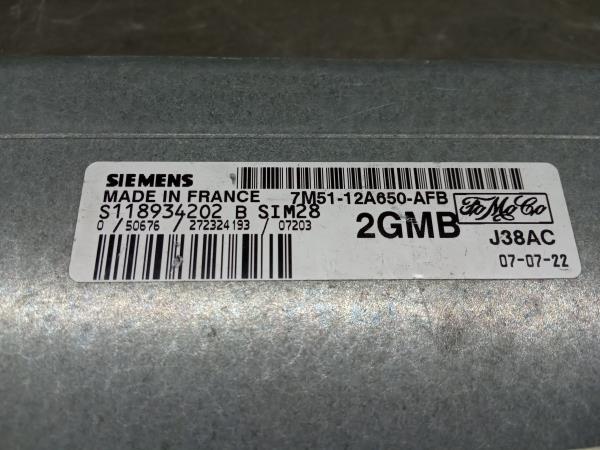 SIEMENS
MADE IN FRANCE 7M51-12A650-AFB
S118934202 B SIM28
0 / 50676 / 272324193 / 07203
2GMB
FoMoCo
J38AC
07-07-22